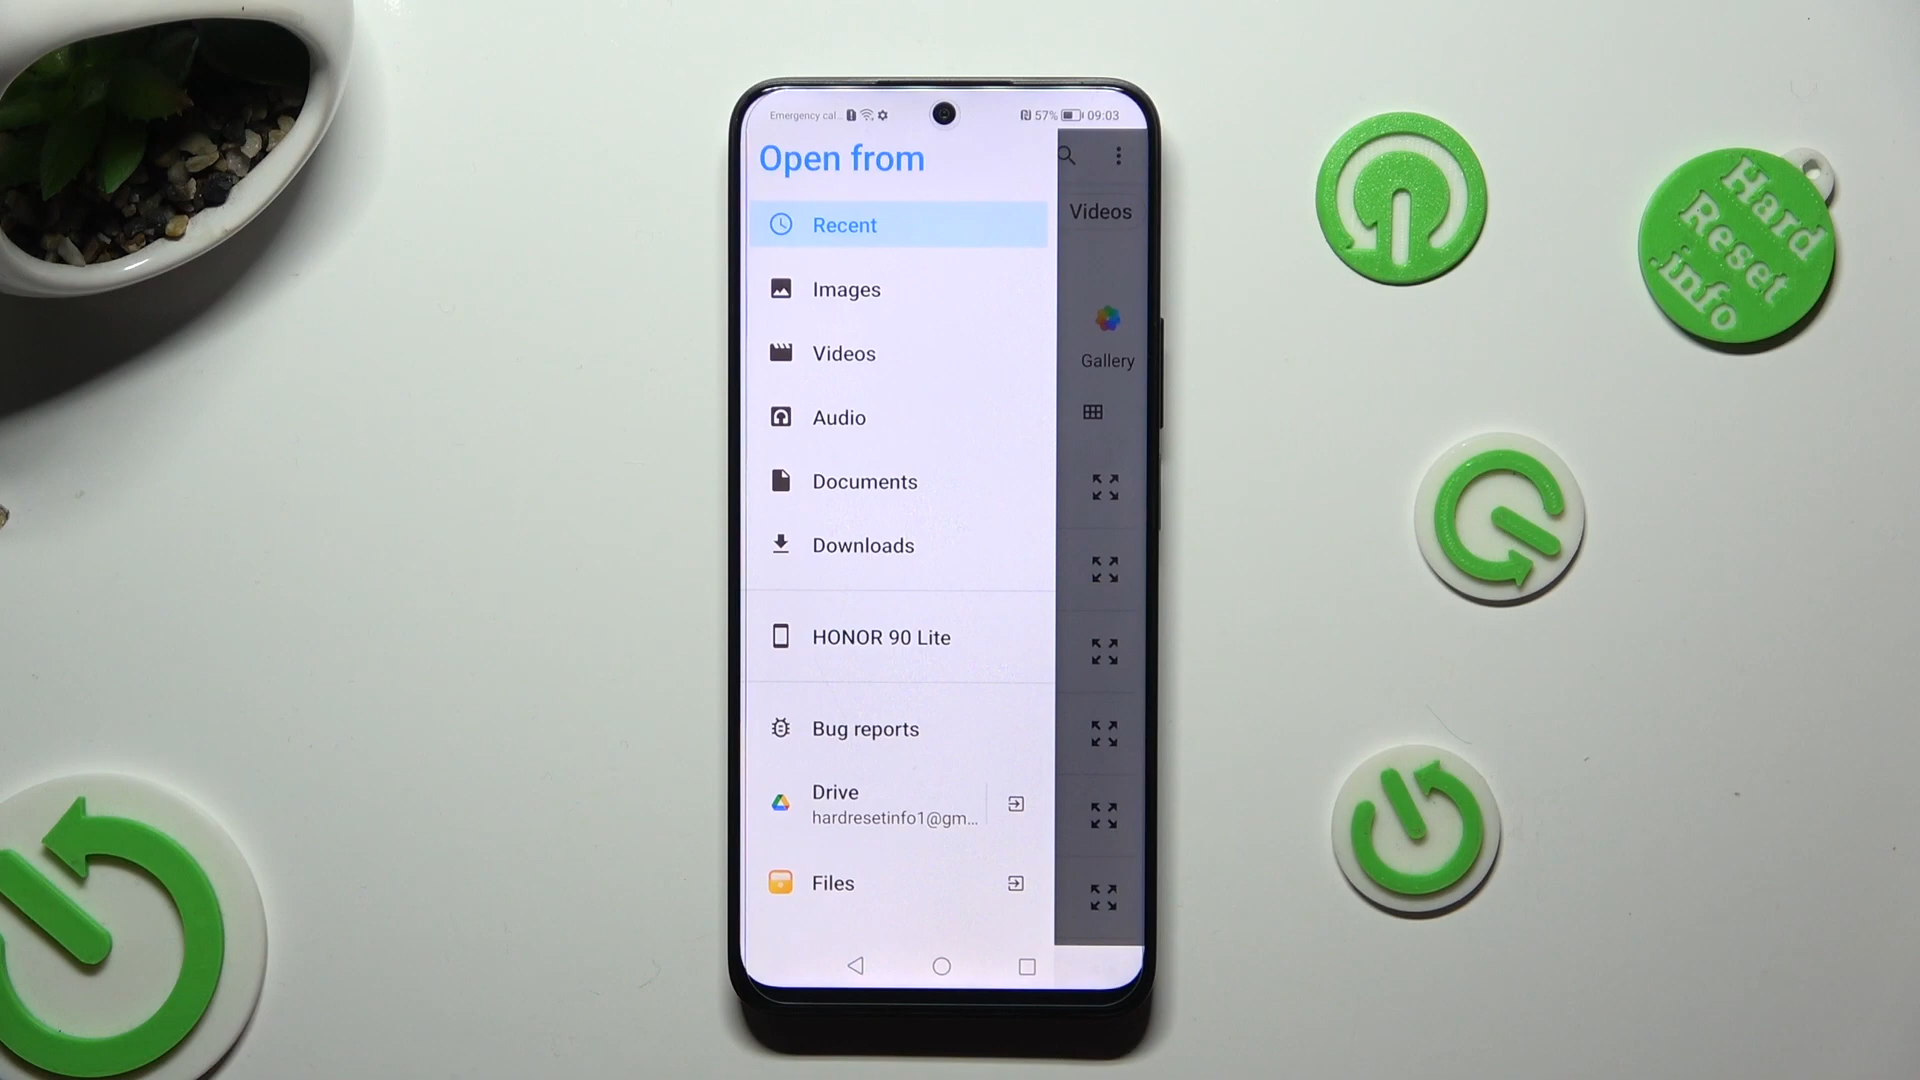 Emergency cal...
57% 09:03
Open from
Recent
Videos
Images
Videos
Gallery
Audio
Documents
Downloads
HONOR 90 Lite
Bug reports
Drive
hardresetinfo1@gm...
Files
Hard
Reset
.info